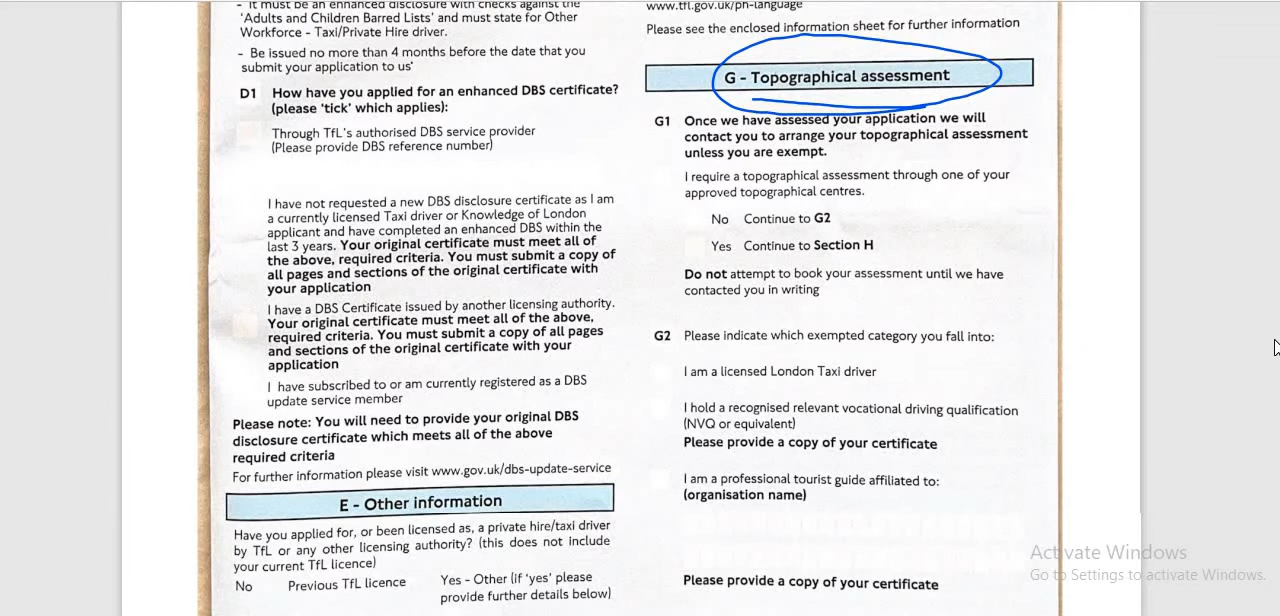 - It must be an enhanced disclosure with checks against the
'Adults and Children Barred Lists' and must state for Other
Workforce - Taxi/Private Hire driver.
- Be issued no more than 4 months before the date that you
submit your application to us'
D1 How have you applied for an enhanced DBS certificate?
(please 'tick' which applies):
Through TfL's authorised DBS service provider
(Please provide DBS reference number)
I have not requested a new DBS disclosure certificate as I am
a currently licensed Taxi driver or Knowledge of London
applicant and have completed an enhanced DBS within the
last 3 years. Your original certificate must meet all of
the above, required criteria. You must submit a copy of
all pages and sections of the original certificate with
your application
I have a DBS Certificate issued by another licensing authority.
Your original certificate must meet all of the above,
required criteria. You must submit a copy of all pages
and sections of the original certificate with your
application
I have subscribed to or am currently registered as a DBS
update service member
Please note: You will need to provide your original DBS
disclosure certificate which meets all of the above
required criteria
For further information please visit www.gov.uk/dbs-update-service
E - Other information
Have you applied for, or been licensed as, a private hire/taxi driver
by TfL or any other licensing authority? (this does not include
your current TfL licence)
No Previous TfL licence Yes - Other (if 'yes' please
provide further details below)
www.tfl.gov.uk/ph-language
Please see the enclosed information sheet for further information
G - Topographical assessment
G1 Once we have assessed your application we will
contact you to arrange your topographical assessment
unless you are exempt.
I require a topographical assessment through one of your
approved topographical centres.
No Continue to G2
Yes Continue to Section H
Do not attempt to book your assessment until we have
contacted you in writing
G2 Please indicate which exempted category you fall into:
I am a licensed London Taxi driver
I hold a recognised relevant vocational driving qualification
(NVQ or equivalent)
Please provide a copy of your certificate
I am a professional tourist guide affiliated to:
(organisation name)
Please provide a copy of your certificate
Activate Windows
Go to Settings to activate Windows.